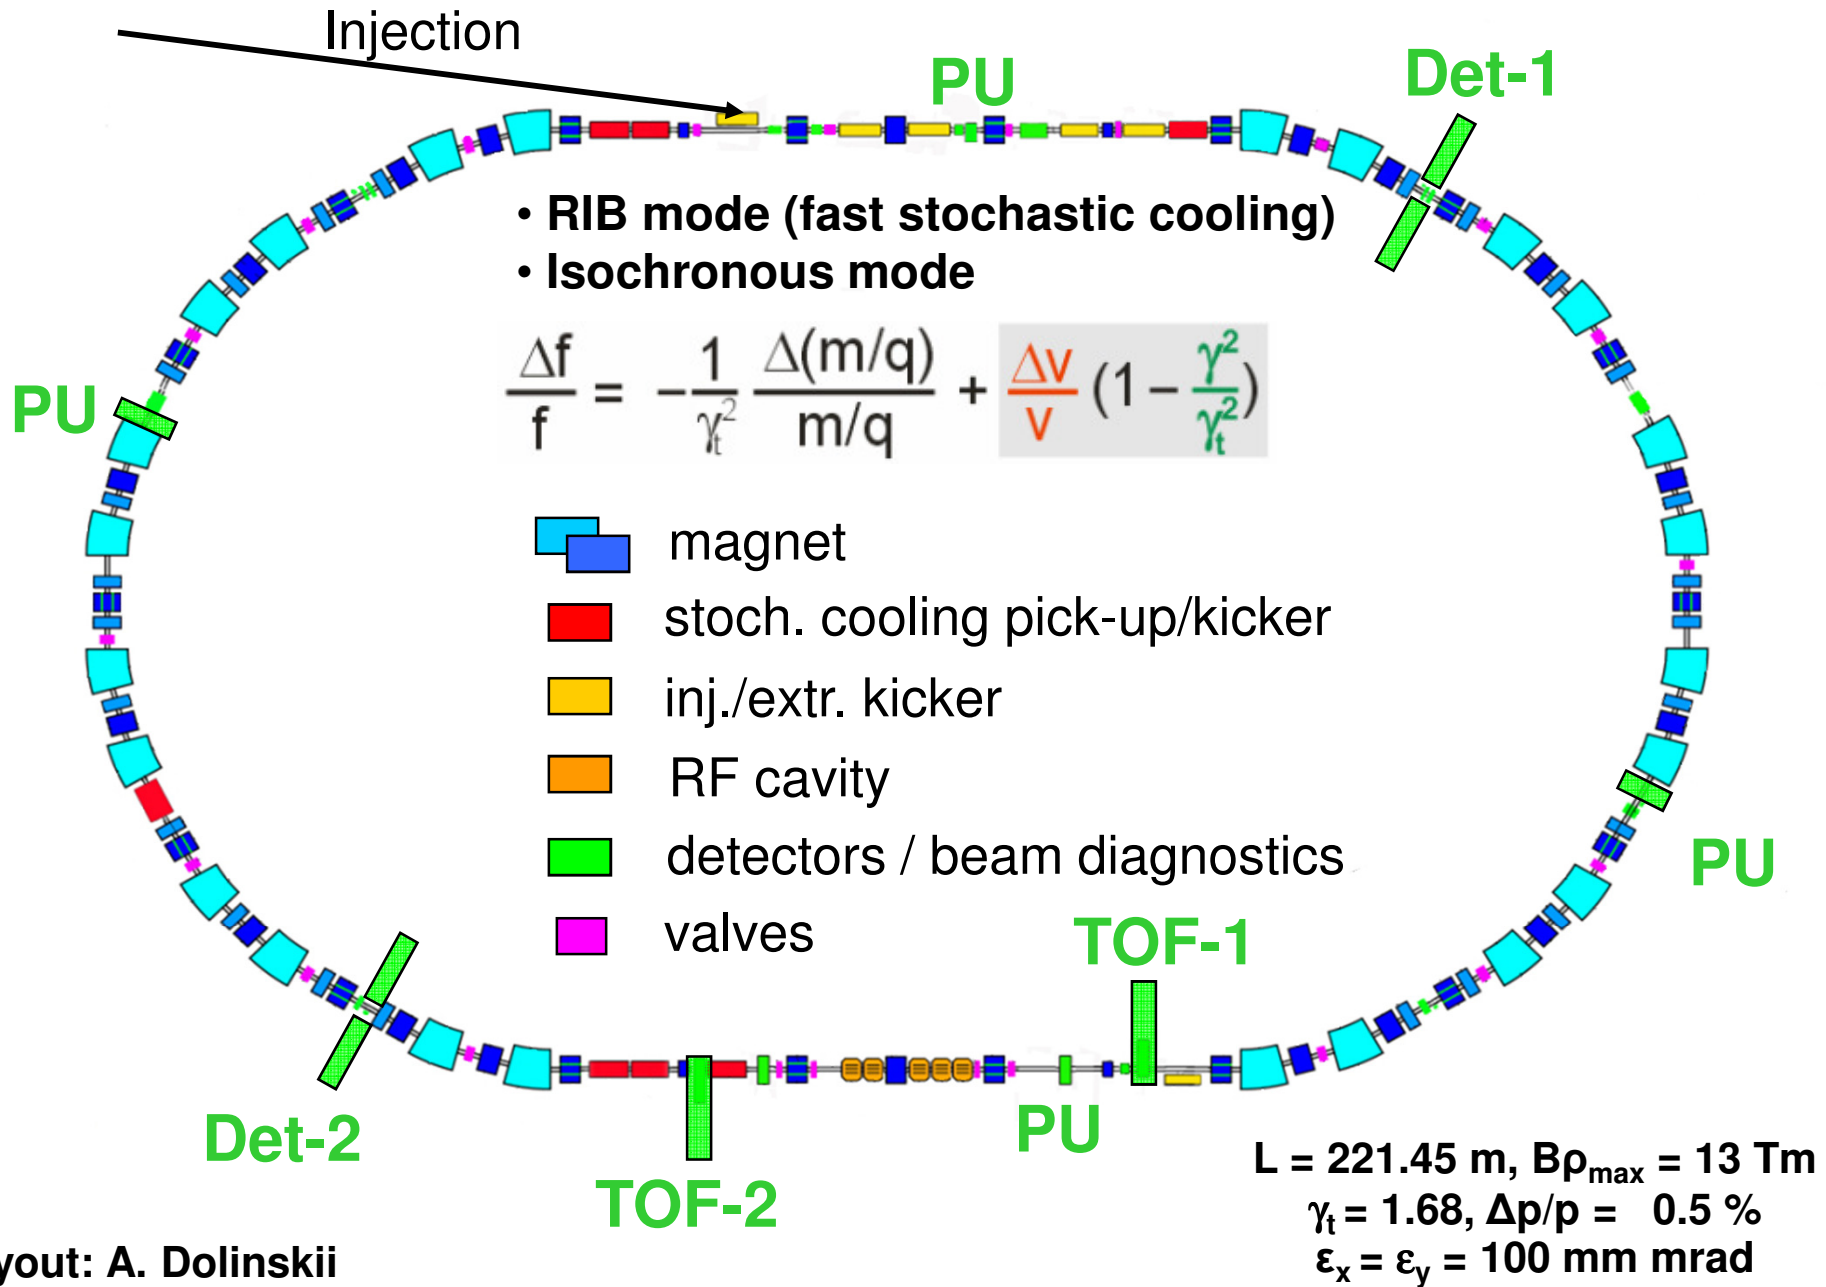 Injection
PU
Det-1
• RIB mode (fast stochastic cooling)
• Isochronous mode
Δf/f = -1/γt² Δ(m/q)/m/q + Δv/v (1 - γ²/γt²)
PU
magnet
stoch. cooling pick-up/kicker
inj./extr. kicker
RF cavity
detectors / beam diagnostics
PU
valves
TOF-1
Det-2
PU
TOF-2
L = 221.45 m, Bρmax = 13 Tm
γt = 1.68, Δp/p = 0.5 %
εx = εy = 100 mm mrad
yout: A. Dolinskii